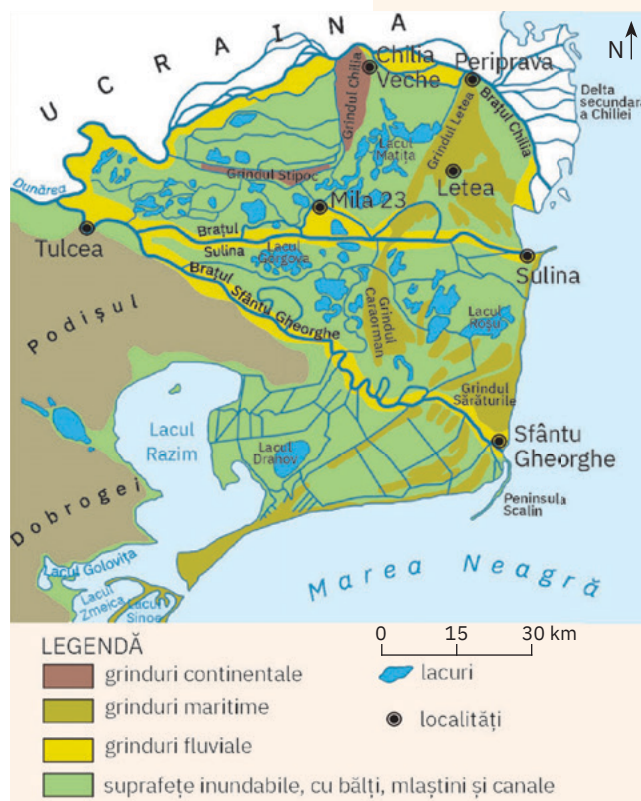 UCRAINA
N
Chilia
Veche
Periprava
Delta
secundară
a Chiliei
Grindul Chilia
Grindul Letea
Brațul Chilia
Lacul
Matița
Grindul Stipoc
Letea
Dunărea
Mila 23
Tulcea
Brațul
Sulina
Lacul
Gorgova
Sulina
Brațul Sfântu Gheorghe
Grindul
Caraorman
Lacul
Roșu
Podișul
Dobrogei
Grindul
Sărăturile
Lacul
Razim
Lacul
Dranov
Sfântu
Gheorghe
Peninsula
Scalin
Lacul Golovița
Lacul
Zmeica
Lacul
Sinoe
Marea Neagră
LEGENDĂ
0 15 30 km
grinduri continentale
lacuri
grinduri maritime
localități
grinduri fluviale
suprafețe inundabile, cu bălți, mlaștini și canale